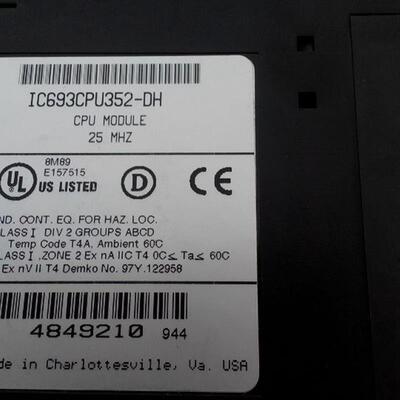 IC693CPU352-DH
CPU MODULE
25 MHZ
8M89
E157515
UL US LISTED
D
CE
ND. CONT. EQ. FOR HAZ. LOC.
LASS I DIV 2 GROUPS ABCD
Temp Code T4A, Ambient 60C
LASS I , ZONE 2 Ex nA IIC T4 0C≤ Ta≤ 60C
Ex nV II T4 Demko No. 97Y.122958
4849210 944
de in Charlottesville, Va. USA